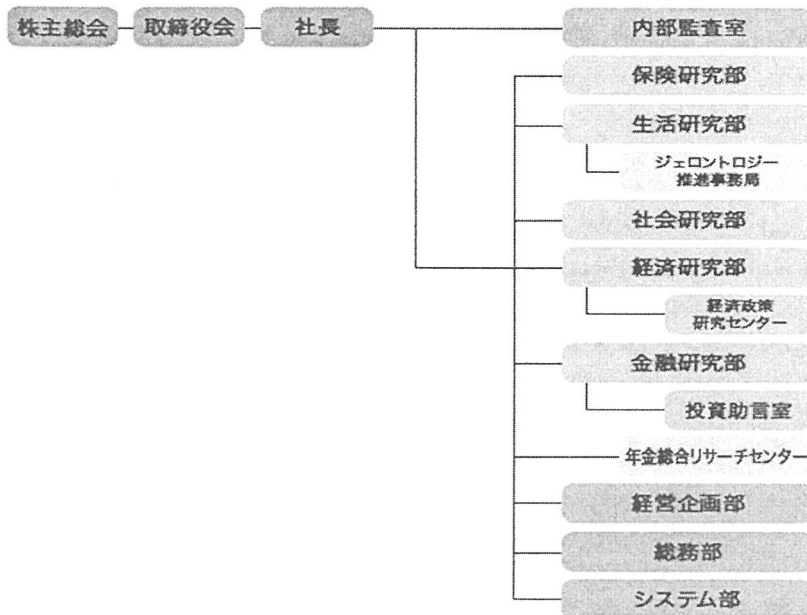 株主総会
取締役会
社長
内部監査室
保険研究部
生活研究部
ジェロントロジー
推進事務局
社会研究部
経済研究部
経済政策
研究センター
金融研究部
投資助言室
年金総合リサーチセンター
経営企画部
総務部
システム部